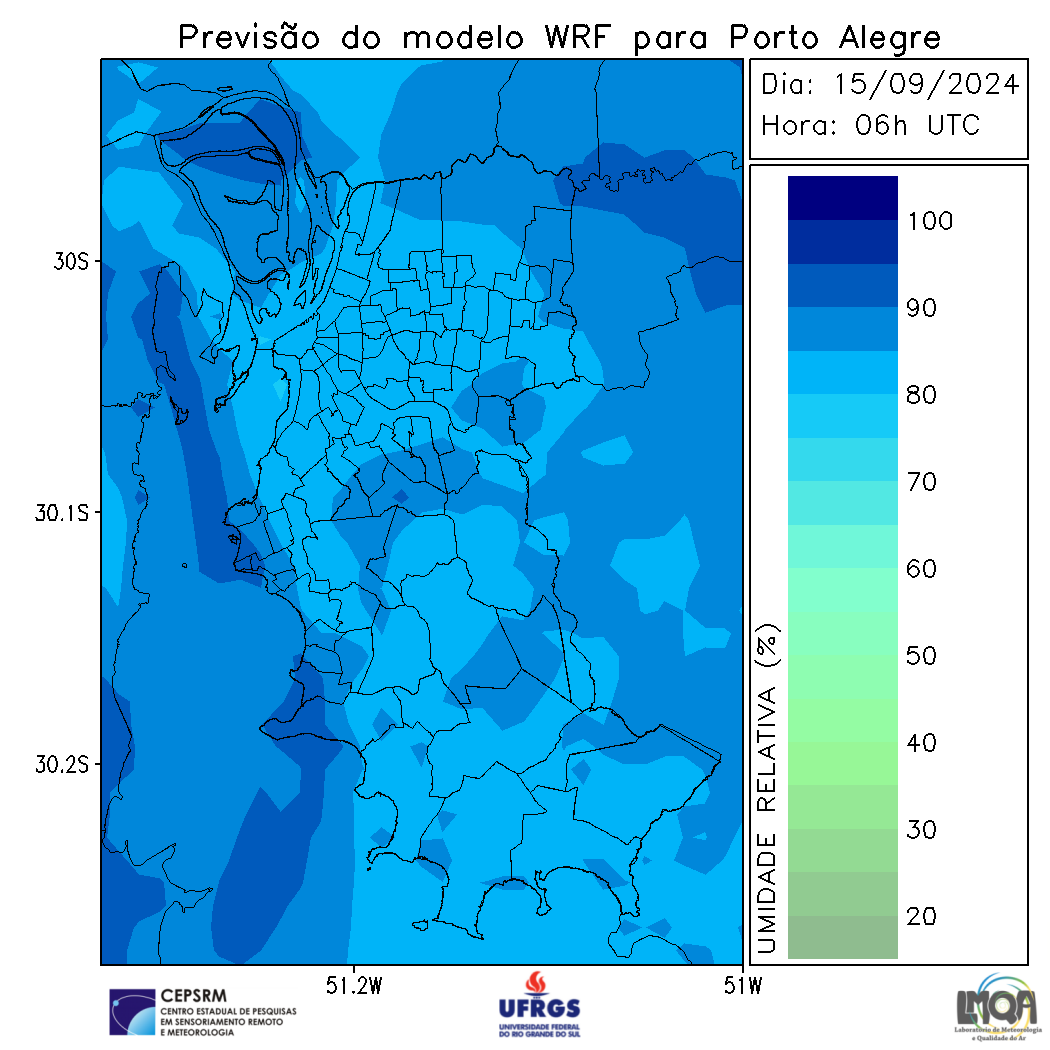 Previsão do modelo WRF para Porto Alegre
Dia: 15/09/2024
Hora: 06h UTC
30S
30.1S
30.2S
51.2W
51W
UMIDADE RELATIVA (%)
100
90
80
70
60
50
40
30
20
CEPSRM
CENTRO ESTADUAL DE PESQUISAS
EM SENSORIAMENTO REMOTO
E METEOROLOGIA
UFRGS
UNIVERSIDADE FEDERAL
DO RIO GRANDE DO SUL
LMQA
Laboratório de Meteorologia
e Qualidade do Ar